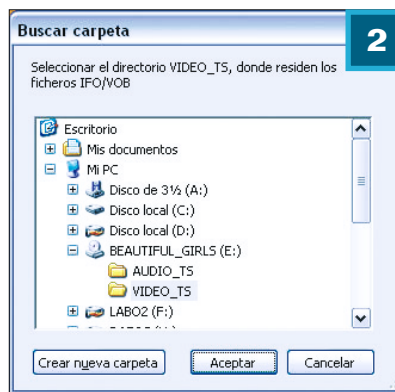 Buscar carpeta
2
Seleccionar el directorio VIDEO_TS, donde residen los
ficheros IFO/VOB
Escritorio
Mis documentos
Mi PC
Disco de 3½ (A:)
Disco local (C:)
Disco local (D:)
BEAUTIFUL_GIRLS (E:)
AUDIO_TS
VIDEO_TS
LABO2 (F:)
Crear nueva carpeta
Aceptar
Cancelar